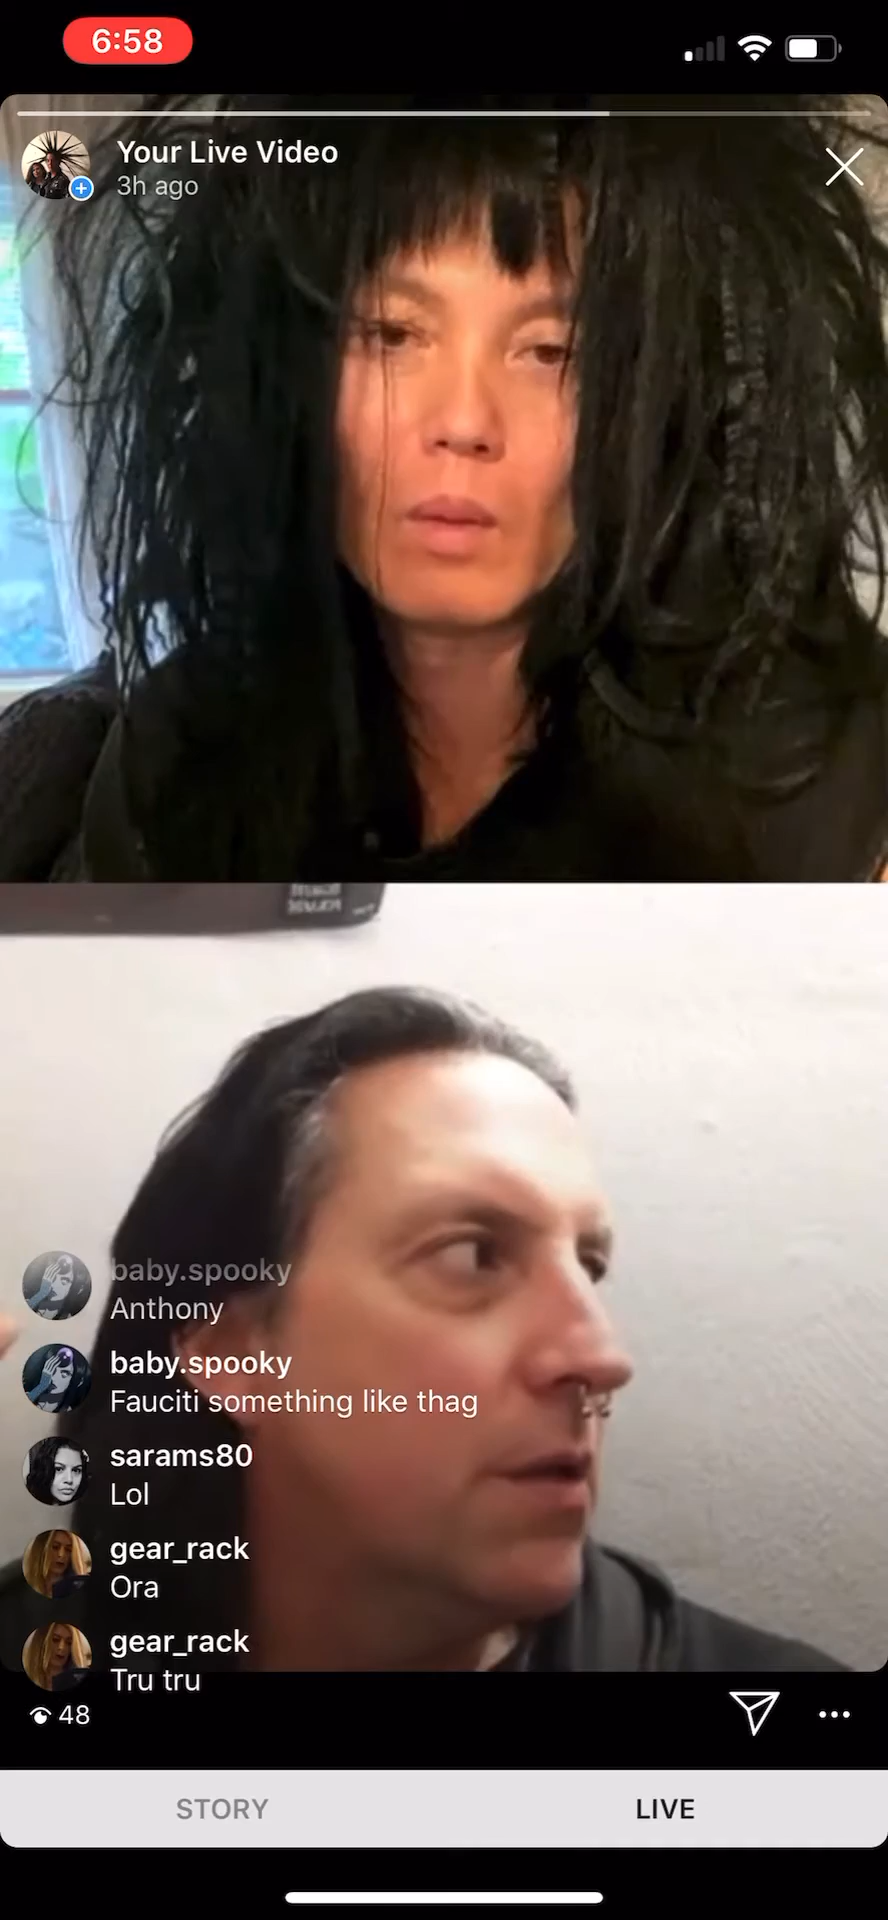 6:58
Your Live Video
3h ago
baby.spooky
Anthony
baby.spooky
Fauciti something like thag
sarams80
Lol
gear_rack
Ora
gear_rack
Tru tru
48
STORY
LIVE